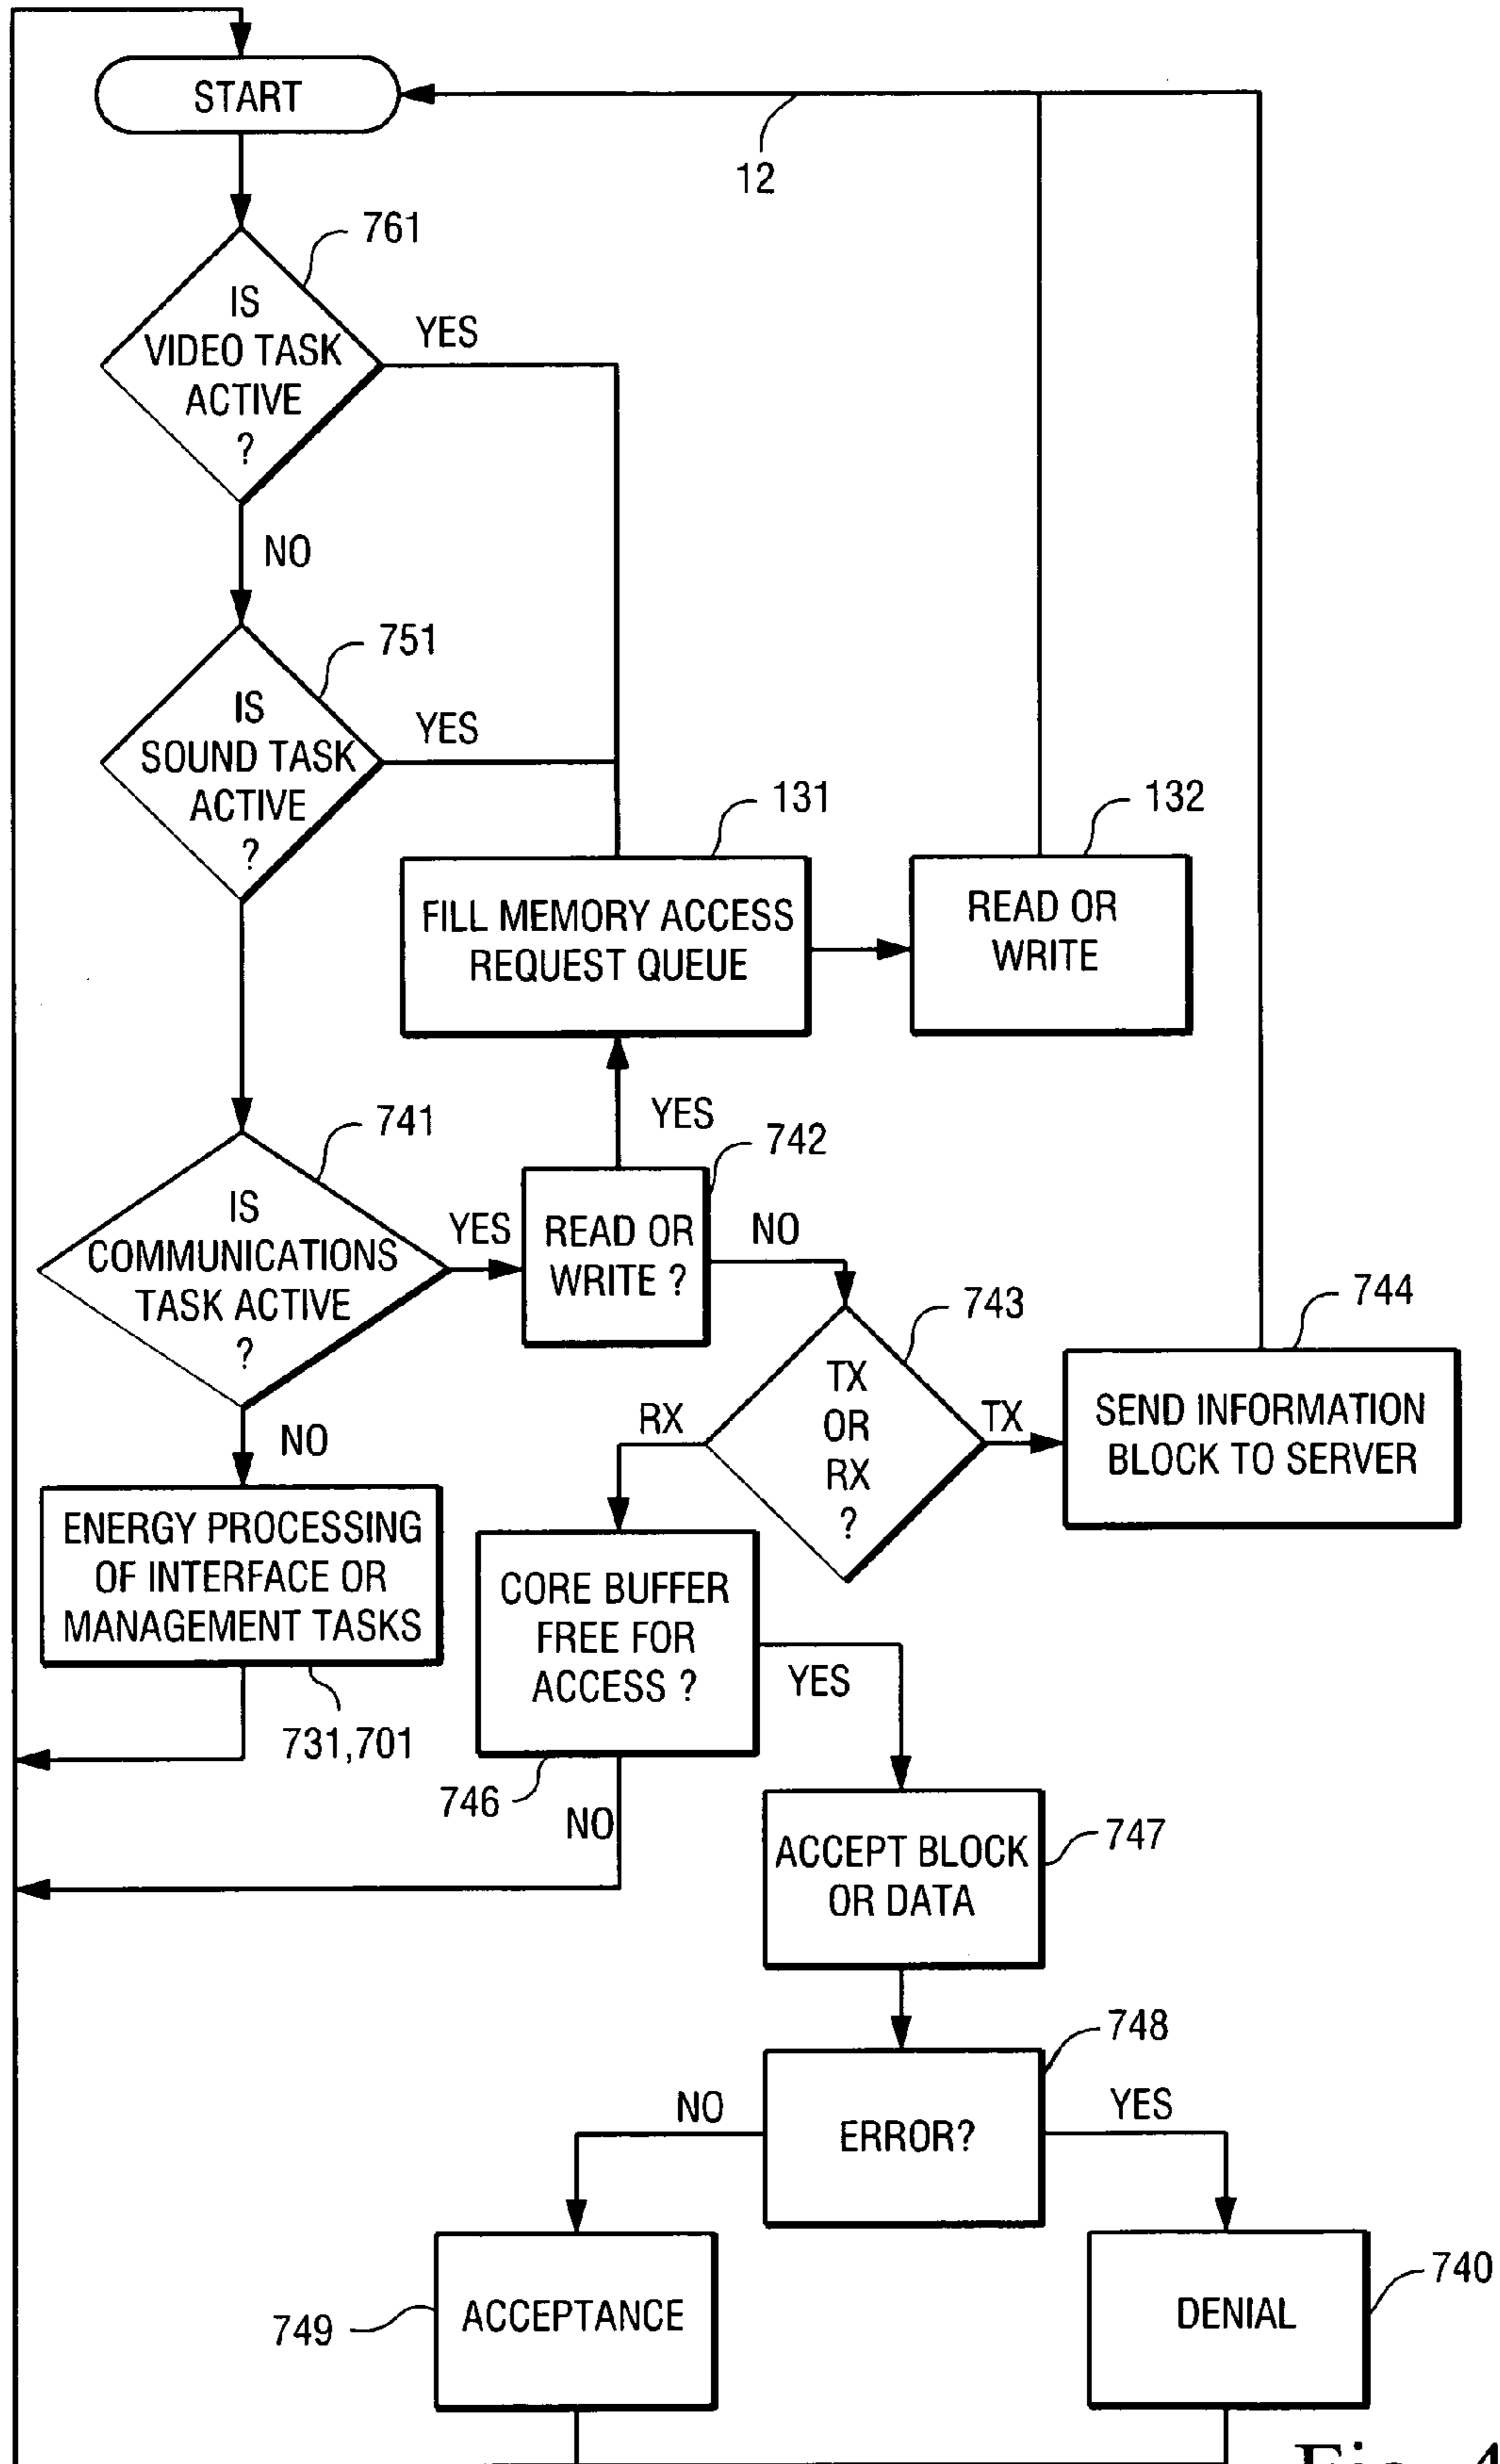 START
12
761
IS
VIDEO TASK
ACTIVE
?
YES
NO
751
IS
SOUND TASK
ACTIVE
?
YES
131
FILL MEMORY ACCESS
REQUEST QUEUE
132
READ OR
WRITE
741
IS
COMMUNICATIONS
TASK ACTIVE
?
YES
YES
742
READ OR
WRITE ?
NO
743
TX
OR
RX
?
RX
TX
744
SEND INFORMATION
BLOCK TO SERVER
NO
ENERGY PROCESSING
OF INTERFACE OR
MANAGEMENT TASKS
731,701
CORE BUFFER
FREE FOR
ACCESS ?
YES
746
NO
747
ACCEPT BLOCK
OR DATA
748
ERROR?
NO
YES
749
ACCEPTANCE
740
DENIAL
Fig. 4